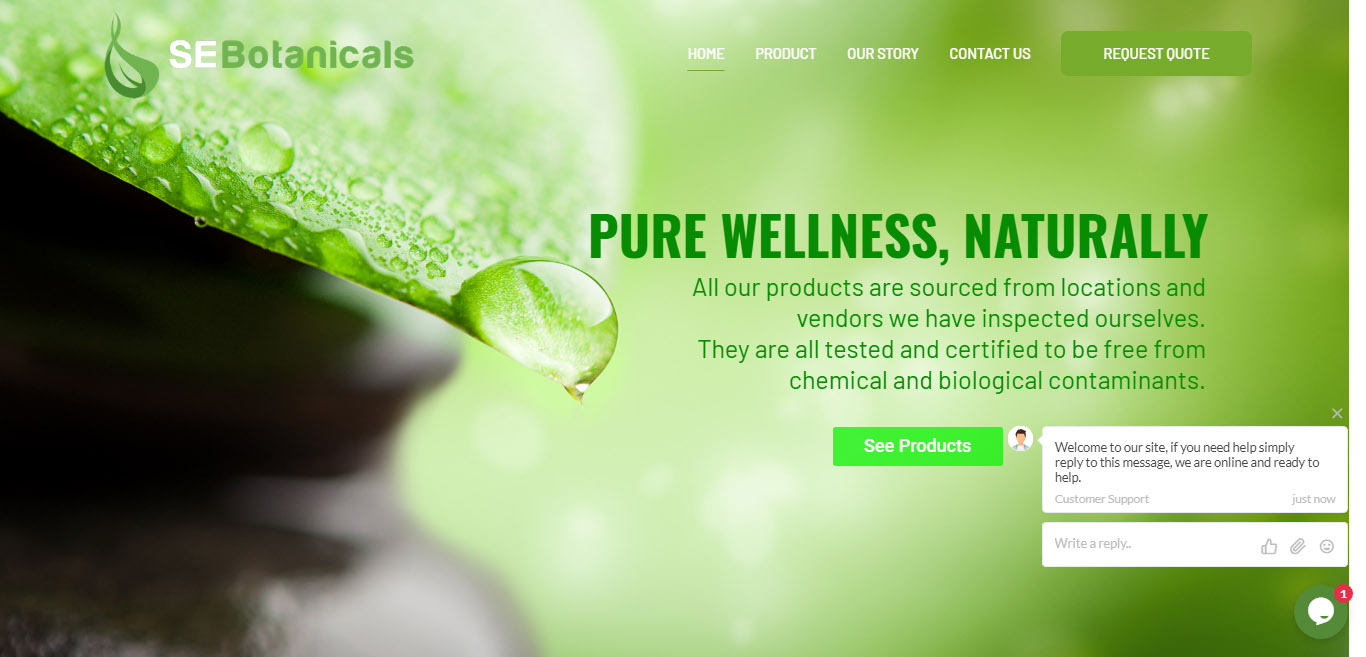 SEBotanicals
HOME
PRODUCT
OUR STORY
CONTACT US
REQUEST QUOTE
PURE WELLNESS, NATURALLY
All our products are sourced from locations and
vendors we have inspected ourselves.
They are all tested and certified to be free from
chemical and biological contaminants.
See Products
Welcome to our site, if you need help simply
reply to this message, we are online and ready to
help.
Customer Support
just now
Write a reply..
1